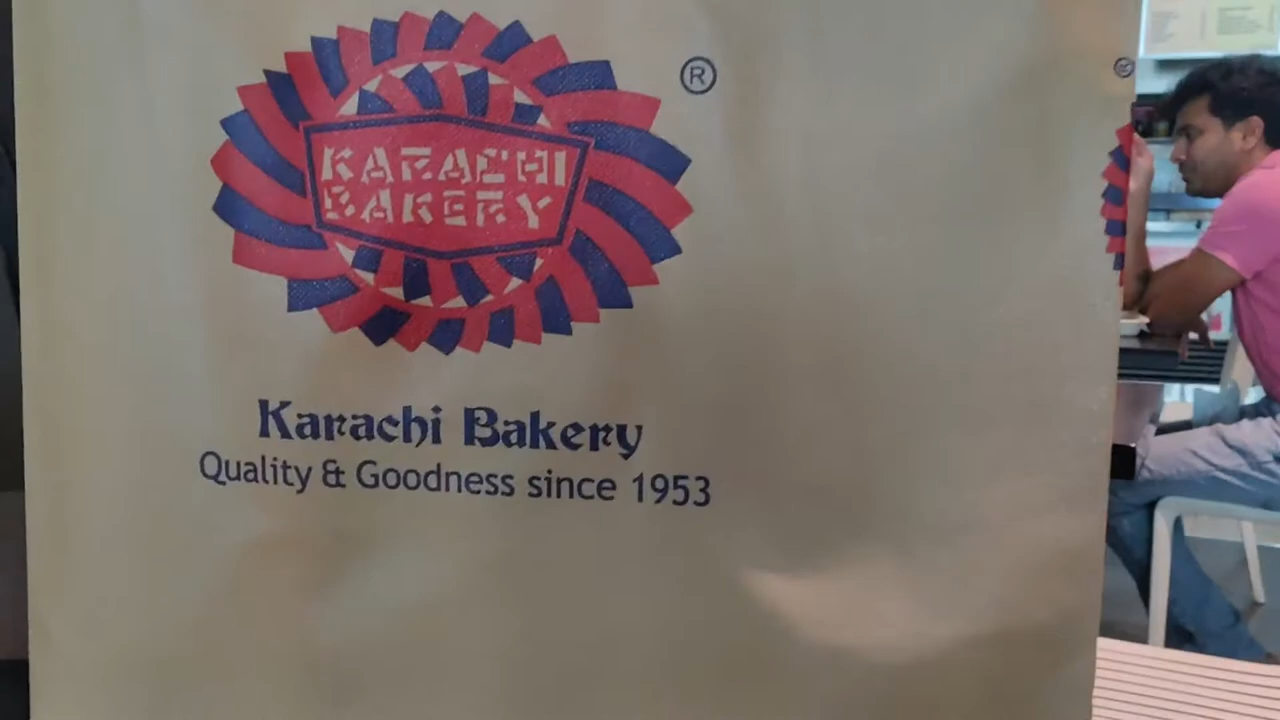 KARACHI
BAKERY
®
Karachi Bakery
Quality & Goodness since 1953